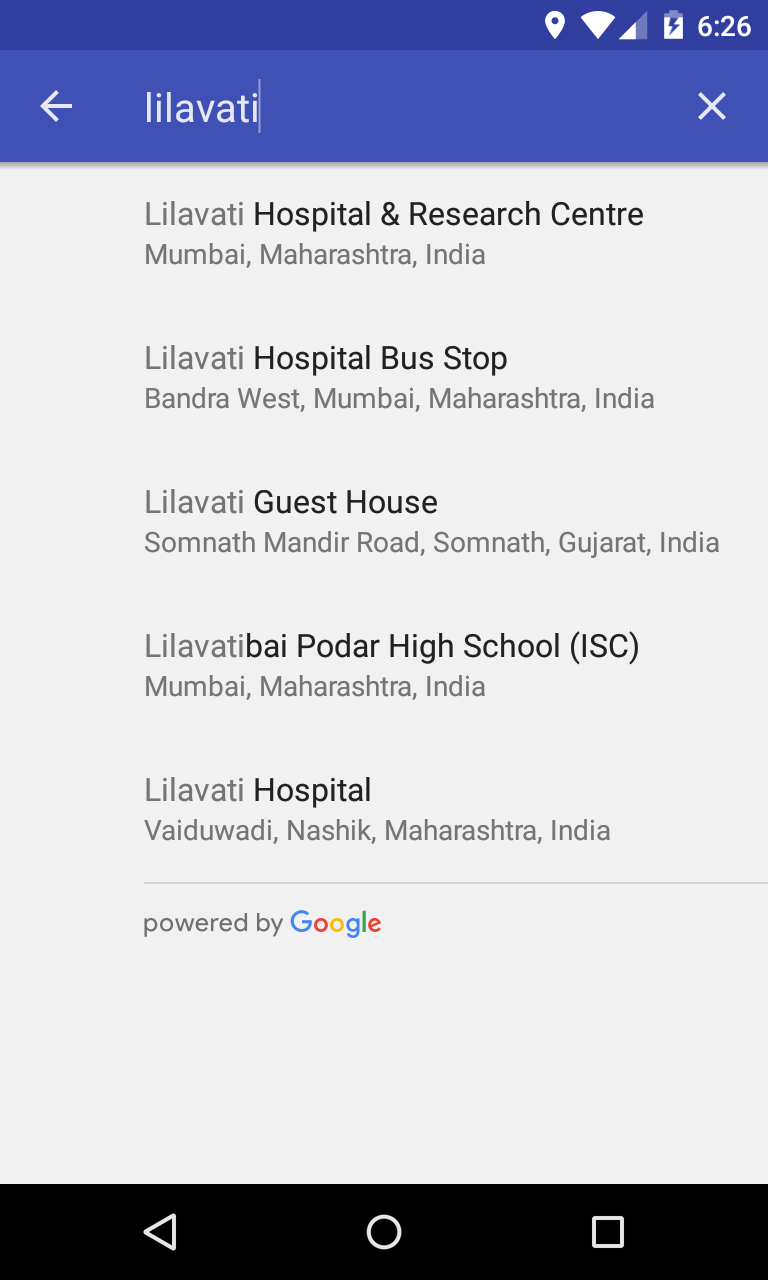 6:26
lilavati
Lilavati Hospital & Research Centre
Mumbai, Maharashtra, India
Lilavati Hospital Bus Stop
Bandra West, Mumbai, Maharashtra, India
Lilavati Guest House
Somnath Mandir Road, Somnath, Gujarat, India
Lilavatibai Podar High School (ISC)
Mumbai, Maharashtra, India
Lilavati Hospital
Vaiduwadi, Nashik, Maharashtra, India
powered by Google